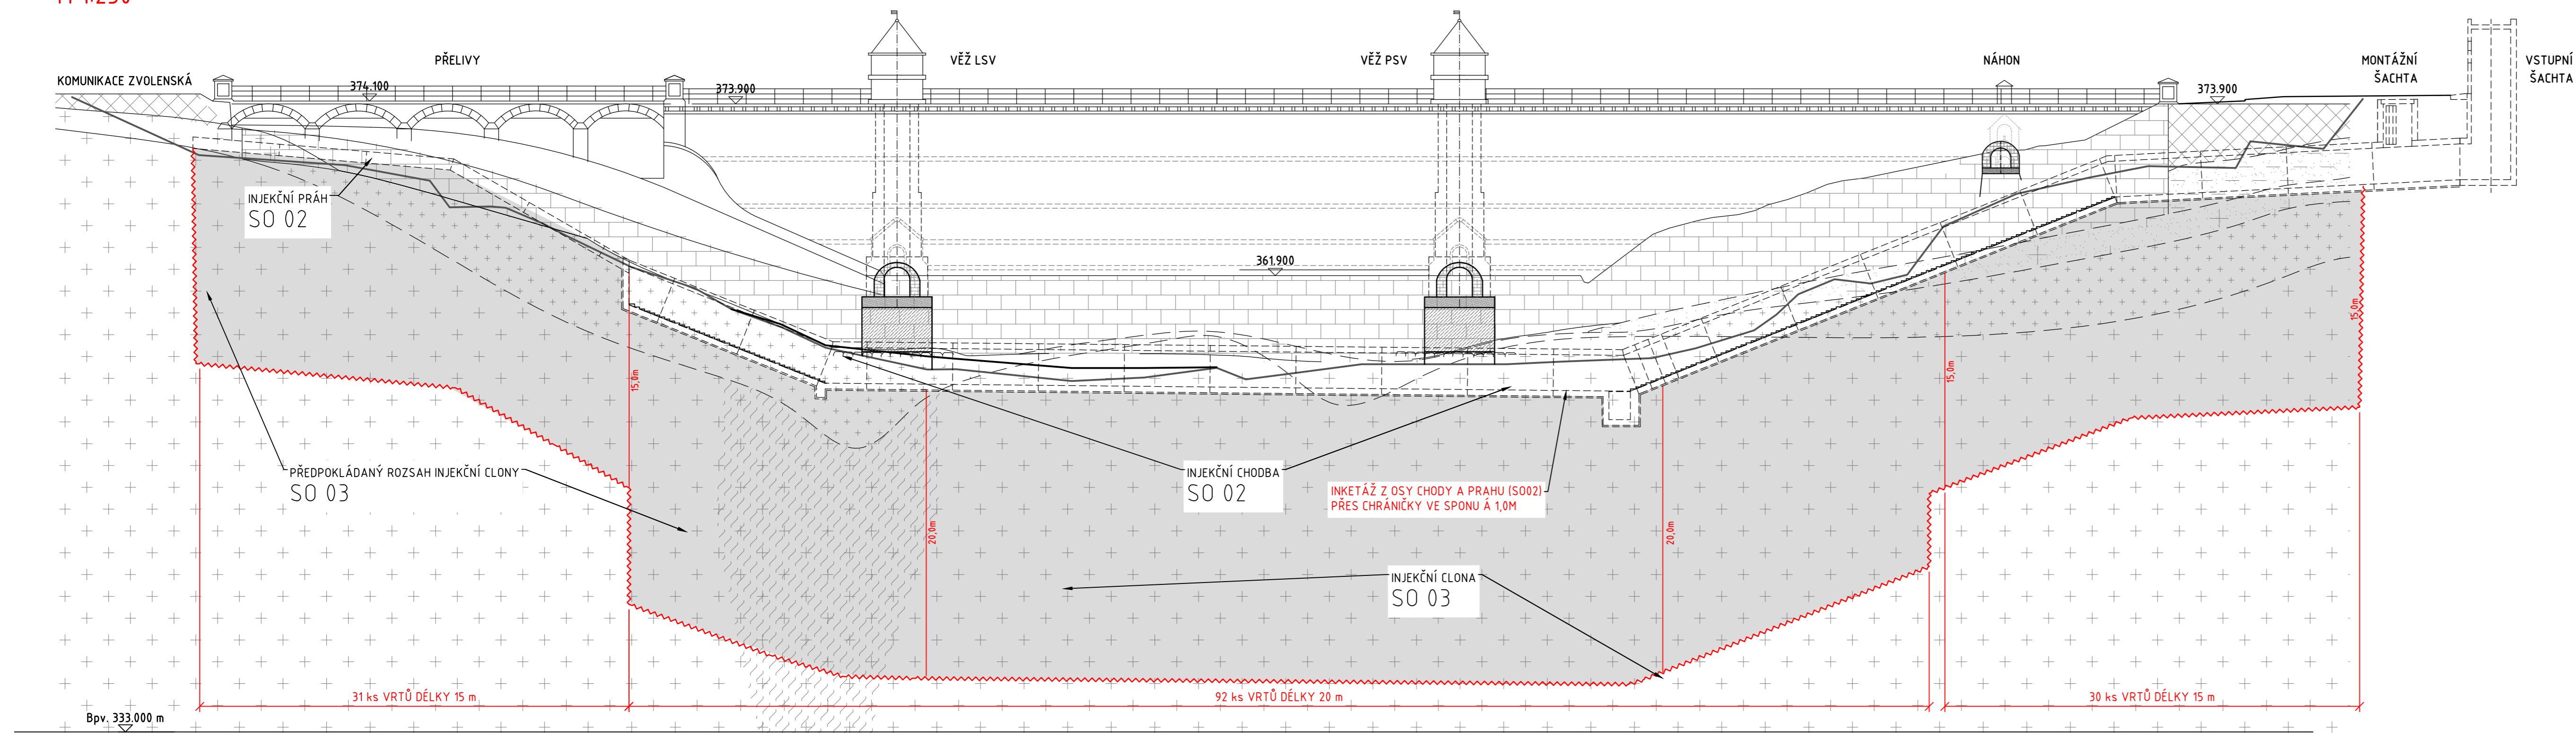 PŘELIVY
VĚŽ LSV
VĚŽ PSV
NÁHON
MONTÁŽNÍ
ŠACHTA
VSTUPNÍ
ŠACHTA
KOMUNIKACE ZVOLENSKÁ
374.100
373.900
373.900
INJEKČNÍ PRÁH
SO 02
361.900
15,0m
15,0m
15,0m
PŘEDPOKLÁDANÝ ROZSAH INJEKČNÍ CLONY
SO 03
INJEKČNÍ CHODBA
SO 02
INKETÁŽ Z OSY CHODY A PRAHU (SO02)
PŘES CHRÁNIČKY VE SPONU Á 1,0M
20,0m
20,0m
INJEKČNÍ CLONA
SO 03
31 ks VRTŮ DÉLKY 15 m
92 ks VRTŮ DÉLKY 20 m
30 ks VRTŮ DÉLKY 15 m
Bpv. 333.000 m